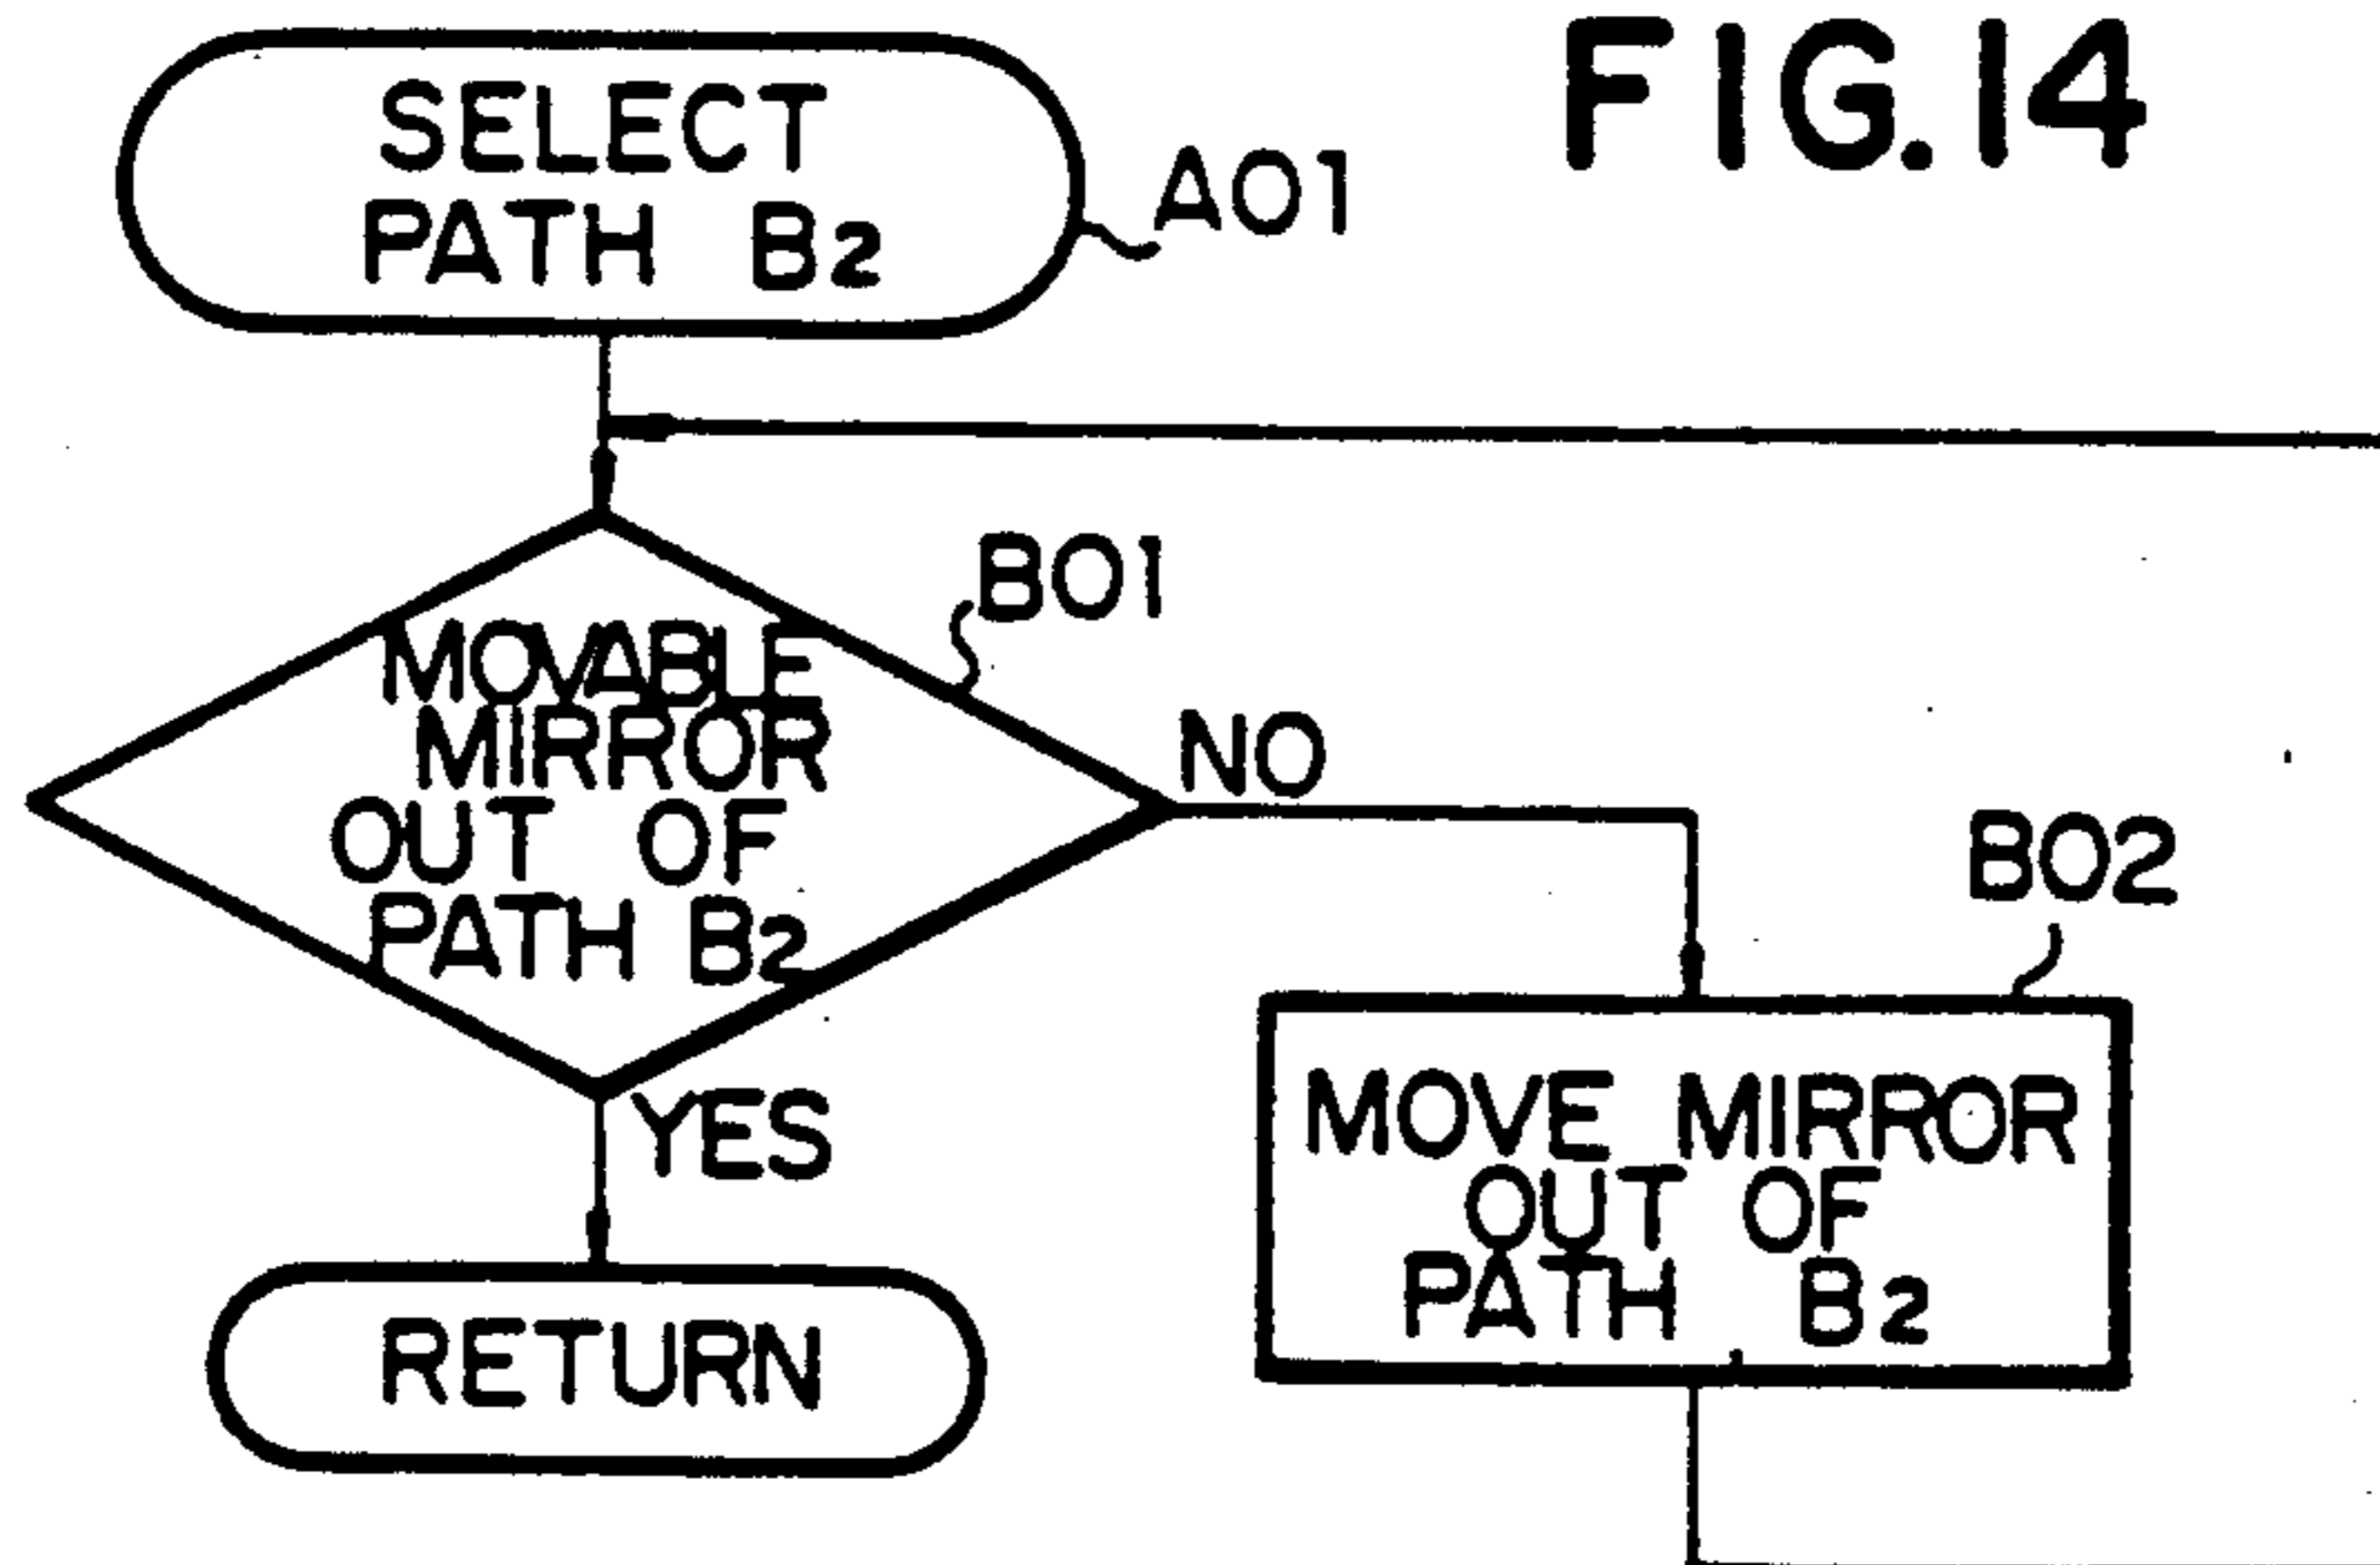 FIG.14
SELECT
PATH B2
A01
B01
MOVABLE
MIRROR
OUT OF
PATH B2
NO
YES
B02
MOVE MIRROR
OUT OF
PATH B2
RETURN